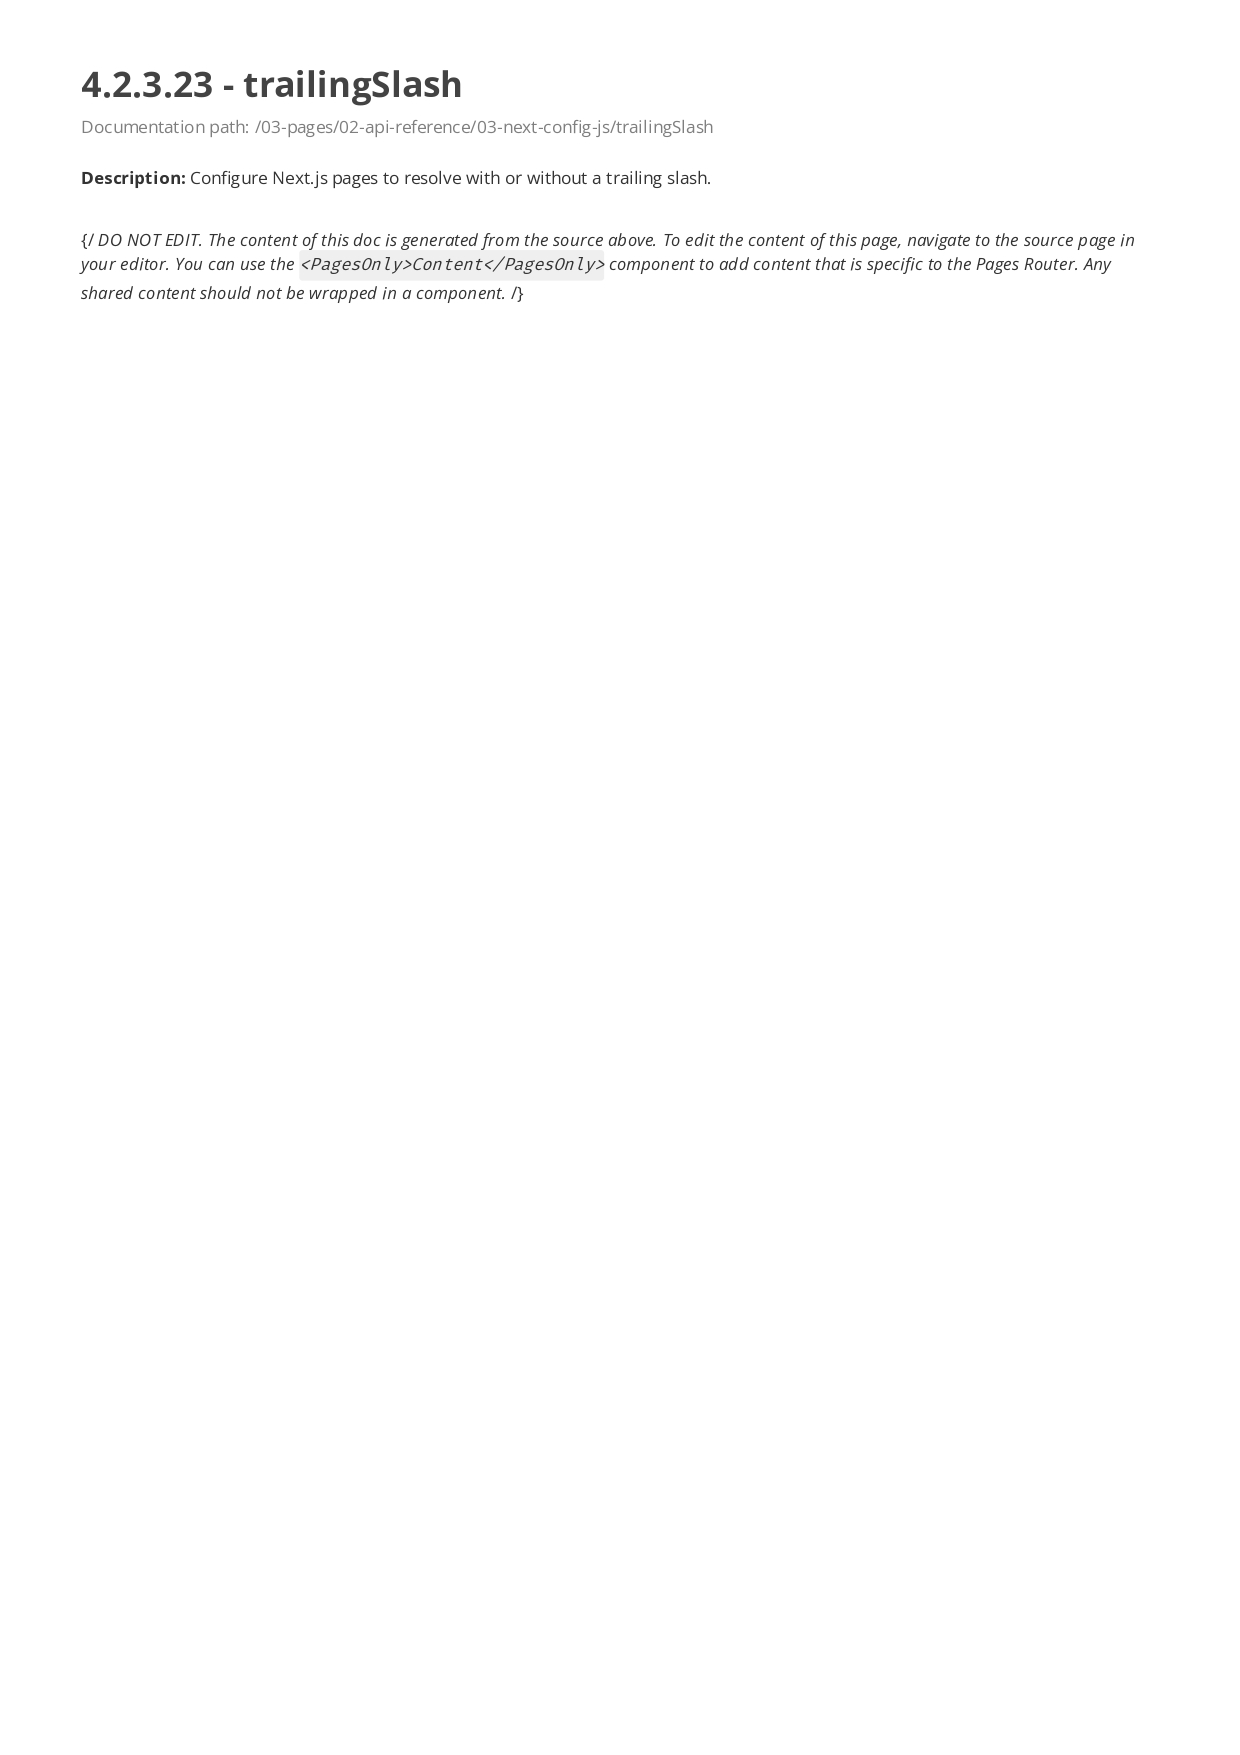 4.2.3.23 - trailingSlash
Documentation path: /03-pages/02-api-reference/03-next-config-js/trailingSlash
Description: Configure Next.js pages to resolve with or without a trailing slash.
{/ DO NOT EDIT. The content of this doc is generated from the source above. To edit the content of this page, navigate to the source page in
your editor. You can use the <PagesOnly>Content</PagesOnly> component to add content that is specific to the Pages Router. Any
shared content should not be wrapped in a component. /}